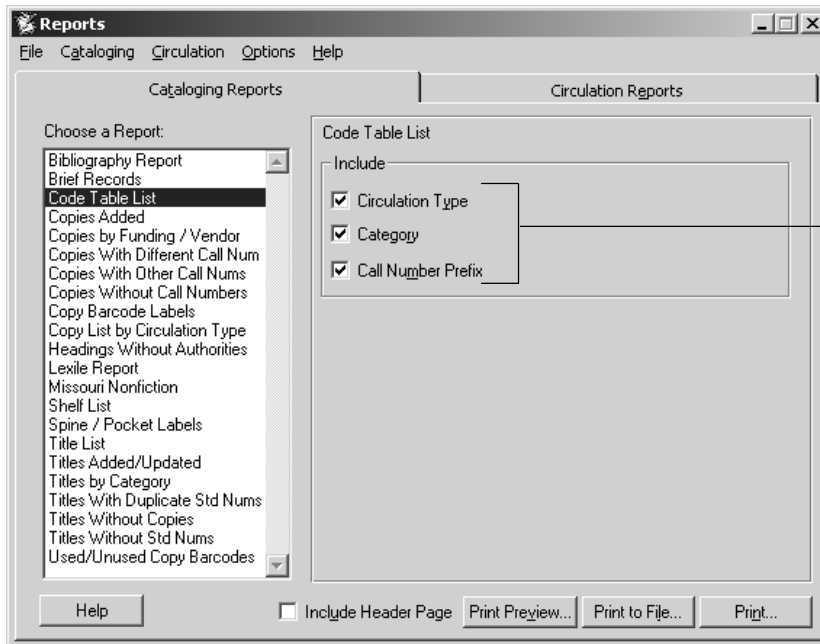 Reports
File Cataloging Circulation Options Help
Cataloging Reports
Circulation Reports
Choose a Report:
Bibliography Report
Brief Records
Code Table List
Copies Added
Copies by Funding / Vendor
Copies With Different Call Num
Copies With Other Call Nums
Copies Without Call Numbers
Copy Barcode Labels
Copy List by Circulation Type
Headings Without Authorities
Lexile Report
Missouri Nonfiction
Shelf List
Spine / Pocket Labels
Title List
Titles Added/Updated
Titles by Category
Titles With Duplicate Std Nums
Titles Without Copies
Titles Without Std Nums
Used/Unused Copy Barcodes
Code Table List
Include
Circulation Type
Category
Call Number Prefix
Help
Include Header Page
Print Preview...
Print to File...
Print...